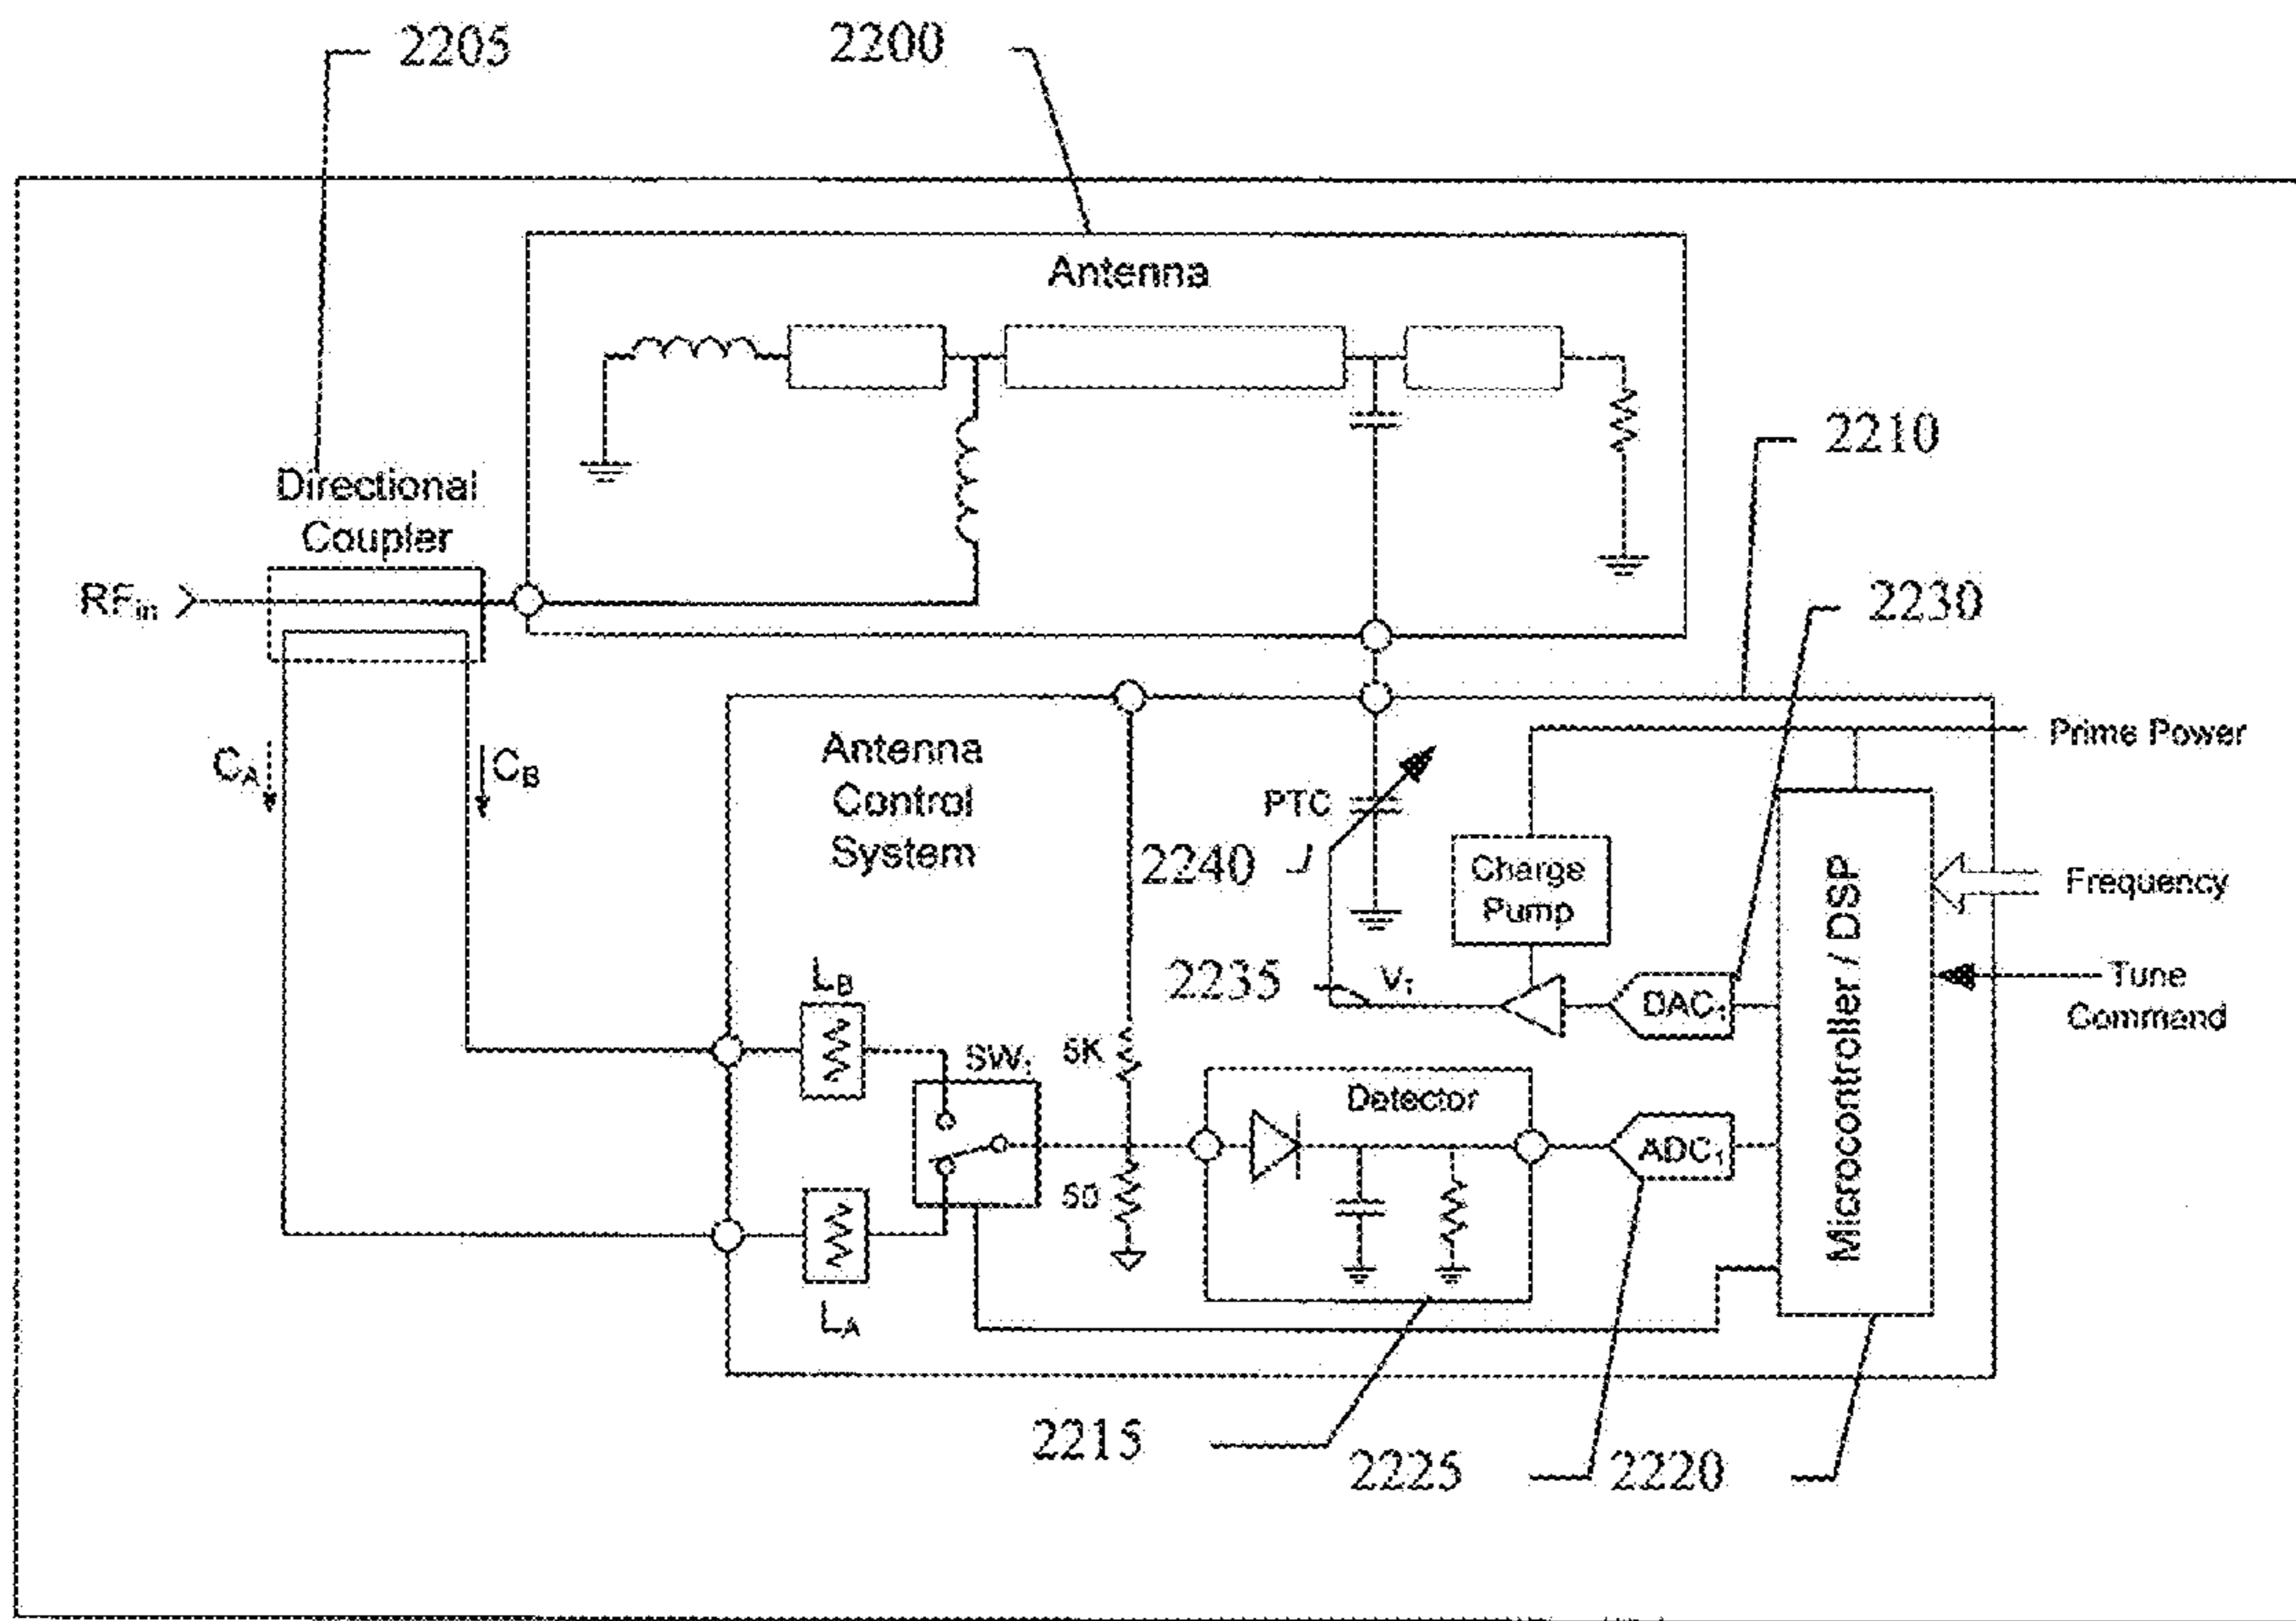 2205
2200
Antenna
2210
Directional
Coupler
RFin
2230
Prime Power
CA
CB
Antenna
Control
System
PTC
2240
Charge
Pump
Microcontroller / DSP
Frequency
2235
VT
DAC1
Tune
Command
LB
SW1
5K
Detector
50
ADC1
LA
2215
2225
2220